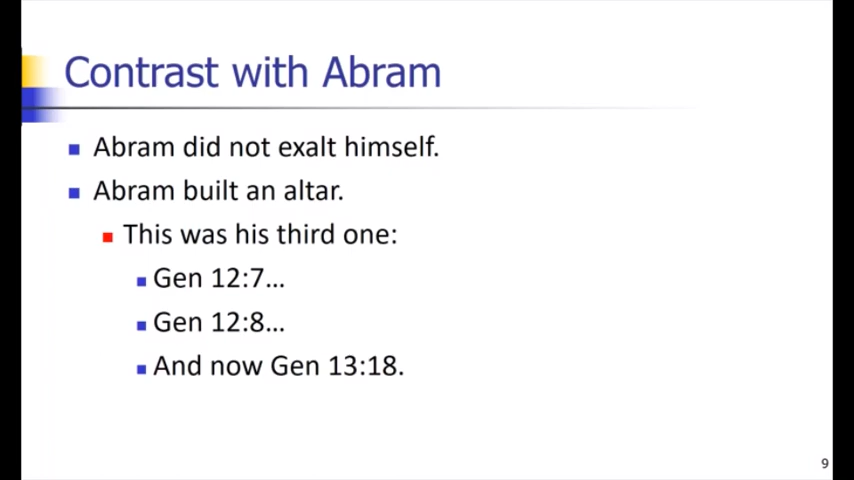 Contrast with Abram
Abram did not exalt himself.
Abram built an altar.
This was his third one:
Gen 12:7...
Gen 12:8...
And now Gen 13:18.
9